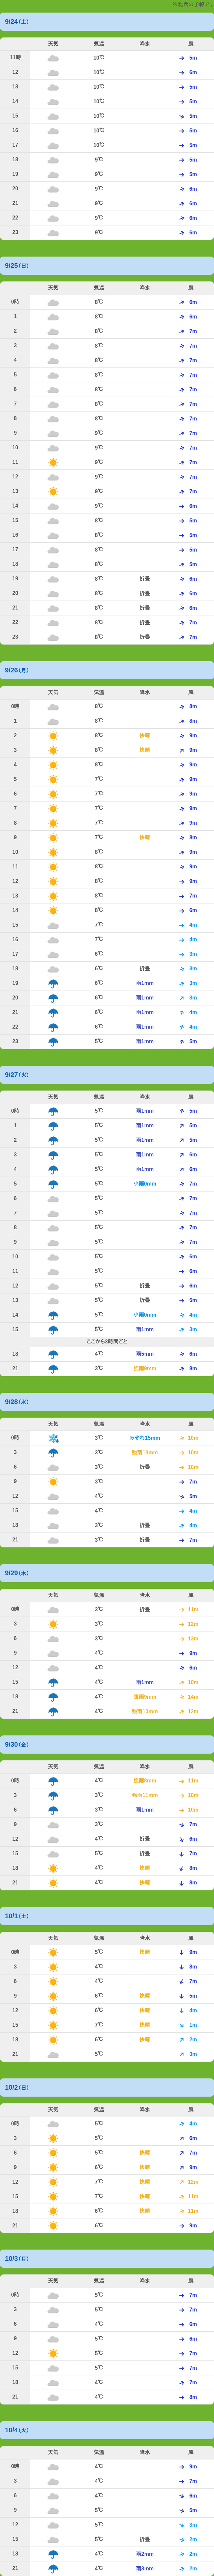 9/24(土)
天気 気温 降水 風
11時 10℃ 5m
12 10℃ 6m
13 10℃ 5m
14 10℃ 5m
15 10℃ 5m
16 10℃ 5m
17 10℃ 5m
18 9℃ 5m
19 9℃ 5m
20 9℃ 6m
21 9℃ 6m
22 9℃ 6m
23 9℃ 6m
9/25(日)
天気 気温 降水 風
0時 8℃ 6m
1 8℃ 6m
2 8℃ 7m
3 8℃ 7m
4 8℃ 7m
5 8℃ 7m
6 8℃ 7m
7 8℃ 7m
8 8℃ 7m
9 9℃ 7m
10 9℃ 7m
11 9℃ 7m
12 9℃ 7m
13 9℃ 7m
14 9℃ 6m
15 8℃ 5m
16 8℃ 5m
17 8℃ 5m
18 8℃ 5m
19 8℃ 折畳 6m
20 8℃ 折畳 6m
21 8℃ 折畳 6m
22 8℃ 折畳 7m
23 8℃ 折畳 7m
9/26(月)
天気 気温 降水 風
0時 8℃ 8m
1 8℃ 8m
2 8℃ 快晴 9m
3 8℃ 快晴 9m
4 8℃ 9m
5 7℃ 9m
6 7℃ 9m
7 7℃ 9m
8 7℃ 9m
9 7℃ 快晴 8m
10 8℃ 9m
11 8℃ 9m
12 8℃ 9m
13 8℃ 7m
14 8℃ 6m
15 7℃ 4m
16 7℃ 4m
17 6℃ 3m
18 6℃ 折畳 3m
19 6℃ 雨1mm 3m
20 6℃ 雨1mm 3m
21 6℃ 雨1mm 4m
22 6℃ 雨1mm 4m
23 5℃ 雨1mm 5m
9/27(火)
天気 気温 降水 風
0時 5℃ 雨1mm 5m
1 5℃ 雨1mm 5m
2 5℃ 雨1mm 5m
3 5℃ 雨1mm 6m
4 5℃ 雨1mm 6m
5 5℃ 小雨0mm 7m
6 5℃ 7m
7 5℃ 7m
8 5℃ 7m
9 5℃ 7m
10 5℃ 6m
11 5℃ 6m
12 5℃ 折畳 6m
13 5℃ 折畳 5m
14 5℃ 小雨0mm 4m
15 5℃ 雨1mm 3m
ここから3時間ごと
18 4℃ 雨5mm 6m
21 3℃ 強雨9mm 8m
9/28(水)
天気 気温 降水 風
0時 3℃ みぞれ15mm 10m
3 3℃ 強雨13mm 10m
6 3℃ 折畳 10m
9 3℃ 7m
12 4℃ 5m
15 4℃ 4m
18 3℃ 折畳 4m
21 3℃ 折畳 7m
9/29(木)
天気 気温 降水 風
0時 3℃ 折畳 11m
3 3℃ 12m
6 3℃ 11m
9 4℃ 9m
12 4℃ 6m
15 4℃ 雨1mm 10m
18 4℃ 強雨9mm 14m
21 4℃ 強雨10mm 12m
9/30(金)
天気 気温 降水 風
0時 4℃ 強雨8mm 11m
3 3℃ 強雨11mm 10m
6 3℃ 雨1mm 10m
9 3℃ 7m
12 4℃ 折畳 6m
15 5℃ 折畳 7m
18 4℃ 快晴 8m
21 4℃ 快晴 8m
10/1(土)
天気 気温 降水 風
0時 5℃ 快晴 9m
3 4℃ 8m
6 4℃ 7m
9 6℃ 快晴 5m
12 6℃ 快晴 4m
15 7℃ 快晴 1m
18 6℃ 快晴 2m
21 5℃ 3m
10/2(日)
天気 気温 降水 風
0時 5℃ 4m
3 5℃ 6m
6 5℃ 快晴 7m
9 6℃ 快晴 9m
12 7℃ 快晴 12m
15 7℃ 快晴 11m
18 6℃ 快晴 11m
21 6℃ 9m
10/3(月)
天気 気温 降水 風
0時 5℃ 7m
3 5℃ 7m
6 4℃ 6m
9 5℃ 6m
12 5℃ 7m
15 5℃ 7m
18 4℃ 7m
21 4℃ 8m
10/4(火)
天気 気温 降水 風
0時 4℃ 9m
3 4℃ 7m
6 4℃ 6m
9 5℃ 5m
12 5℃ 3m
15 5℃ 折畳 2m
18 4℃ 雨2mm 2m
21 4℃ 雨3mm 2m